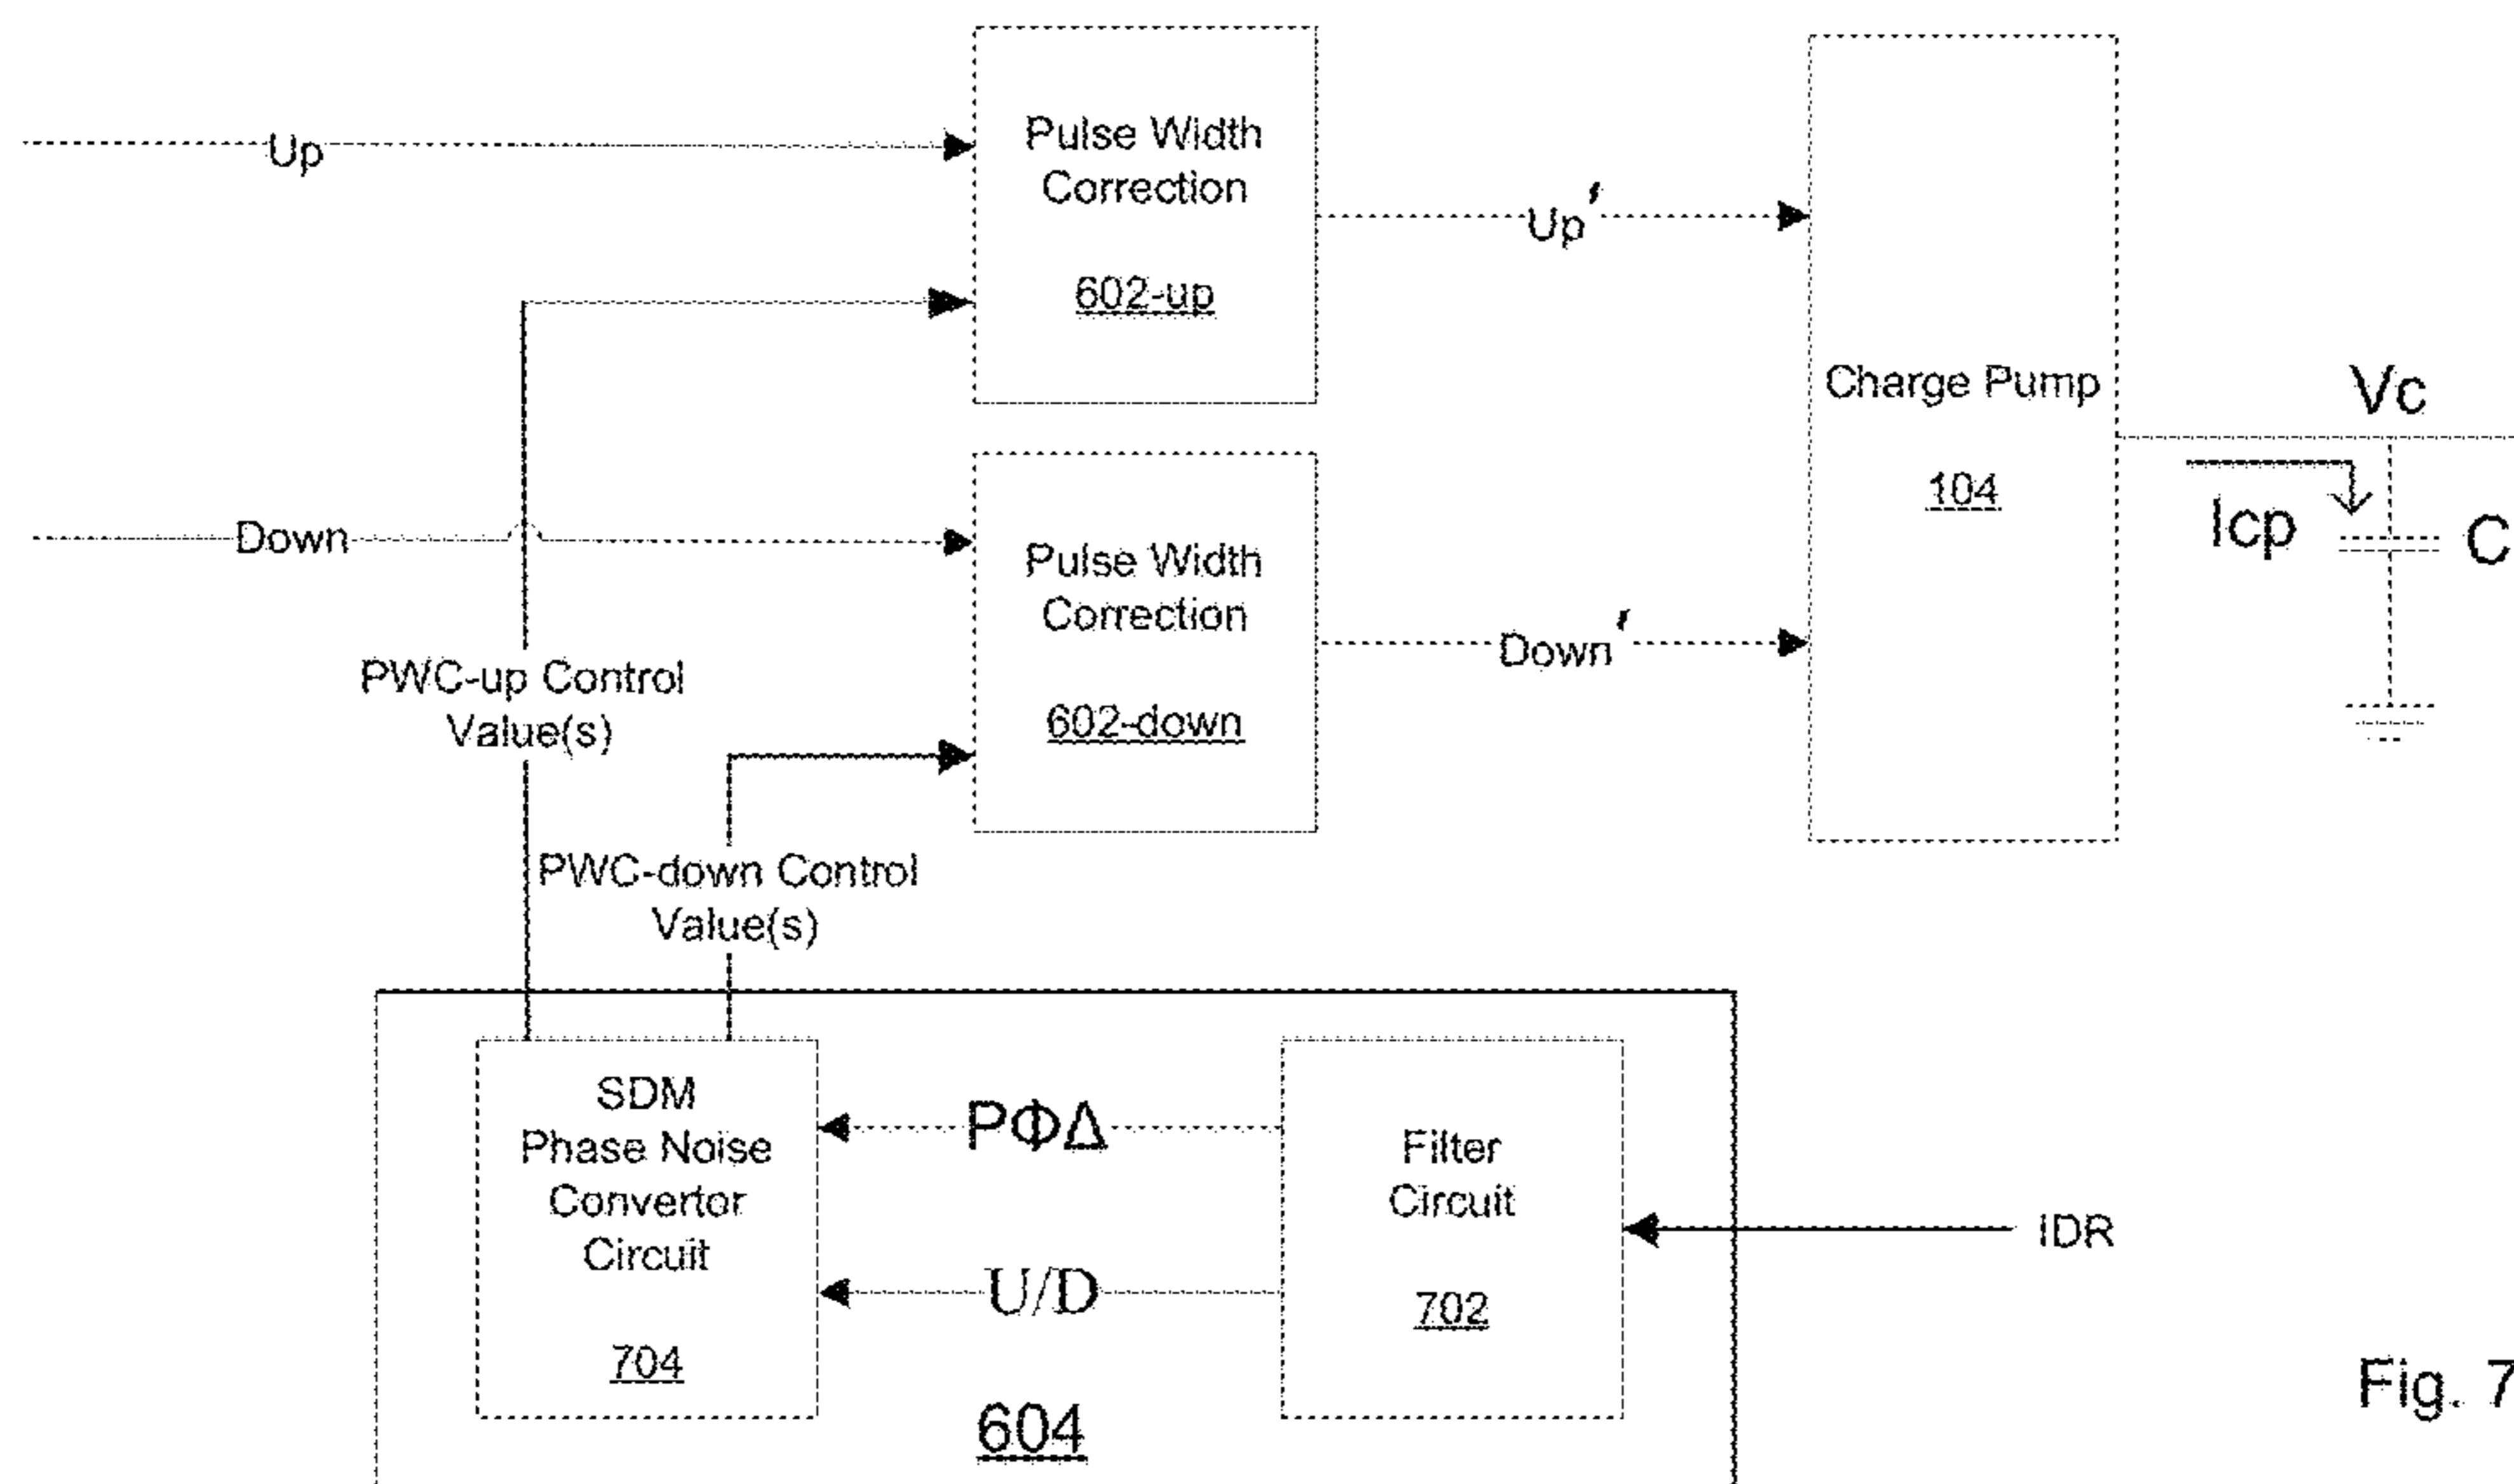 Up
Pulse Width
Correction
602-up
Up′
Charge Pump
104
Vc
Icp
C
Down
Pulse Width
Correction
602-down
Down′
PWC-up Control
Value(s)
PWC-down Control
Value(s)
SDM
Phase Noise
Convertor
Circuit
704
PΦΔ
U/D
Filter
Circuit
702
IDR
604
Fig. 7